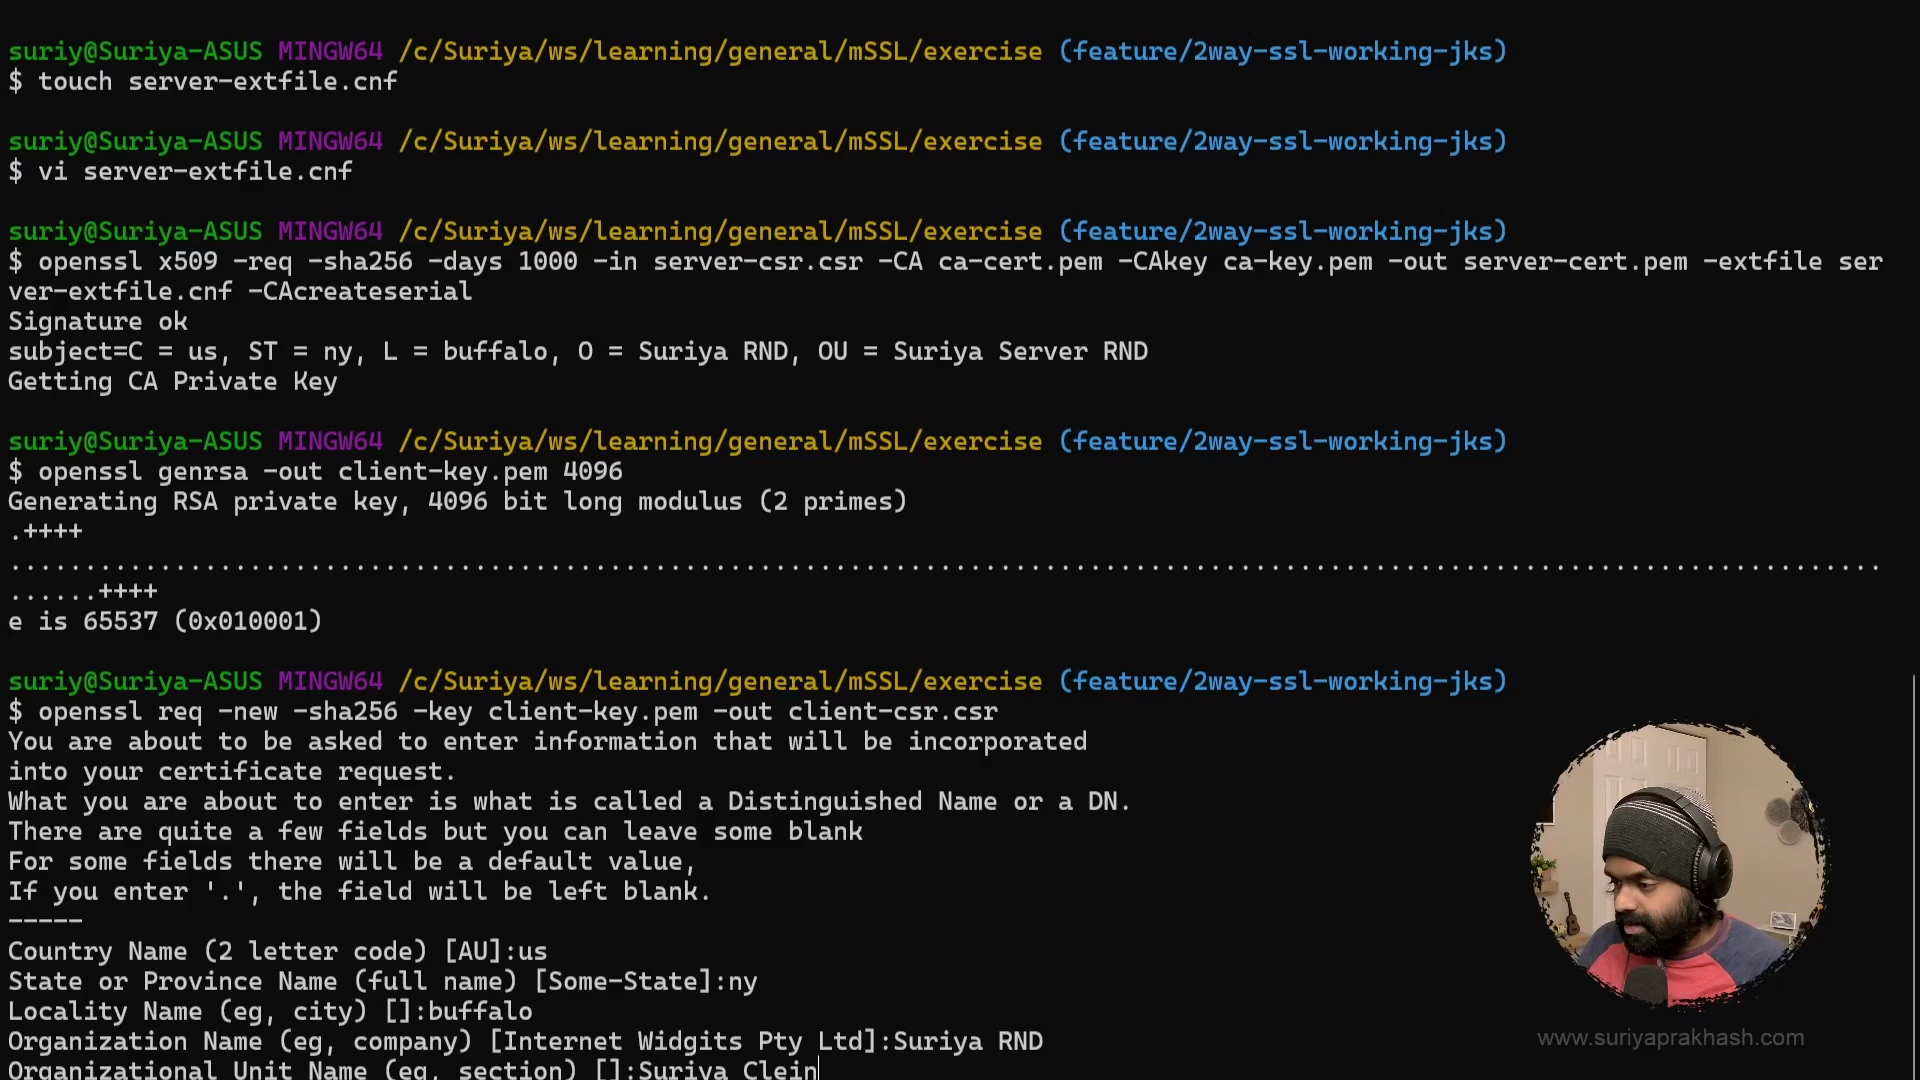 suriy@Suriya-ASUS MINGW64 /c/Suriya/ws/learning/general/mSSL/exercise (feature/2way-ssl-working-jks)
$ touch server-extfile.cnf
suriy@Suriya-ASUS MINGW64 /c/Suriya/ws/learning/general/mSSL/exercise (feature/2way-ssl-working-jks)
$ vi server-extfile.cnf
suriy@Suriya-ASUS MINGW64 /c/Suriya/ws/learning/general/mSSL/exercise (feature/2way-ssl-working-jks)
$ openssl x509 -req -sha256 -days 1000 -in server-csr.csr -CA ca-cert.pem -CAkey ca-key.pem -out server-cert.pem -extfile ser
ver-extfile.cnf -CAcreateserial
Signature ok
subject=C = us, ST = ny, L = buffalo, O = Suriya RND, OU = Suriya Server RND
Getting CA Private Key
suriy@Suriya-ASUS MINGW64 /c/Suriya/ws/learning/general/mSSL/exercise (feature/2way-ssl-working-jks)
$ openssl genrsa -out client-key.pem 4096
Generating RSA private key, 4096 bit long modulus (2 primes)
.++++
.............................................................................................................................
......++++
e is 65537 (0x010001)
suriy@Suriya-ASUS MINGW64 /c/Suriya/ws/learning/general/mSSL/exercise (feature/2way-ssl-working-jks)
$ openssl req -new -sha256 -key client-key.pem -out client-csr.csr
You are about to be asked to enter information that will be incorporated
into your certificate request.
What you are about to enter is what is called a Distinguished Name or a DN.
There are quite a few fields but you can leave some blank
For some fields there will be a default value,
If you enter '.', the field will be left blank.
-----
Country Name (2 letter code) [AU]:us
State or Province Name (full name) [Some-State]:ny
Locality Name (eg, city) []:buffalo
Organization Name (eg, company) [Internet Widgits Pty Ltd]:Suriya RND
Organizational Unit Name (eg, section) []:Suriya Clein
www.suriyaprakhash.com